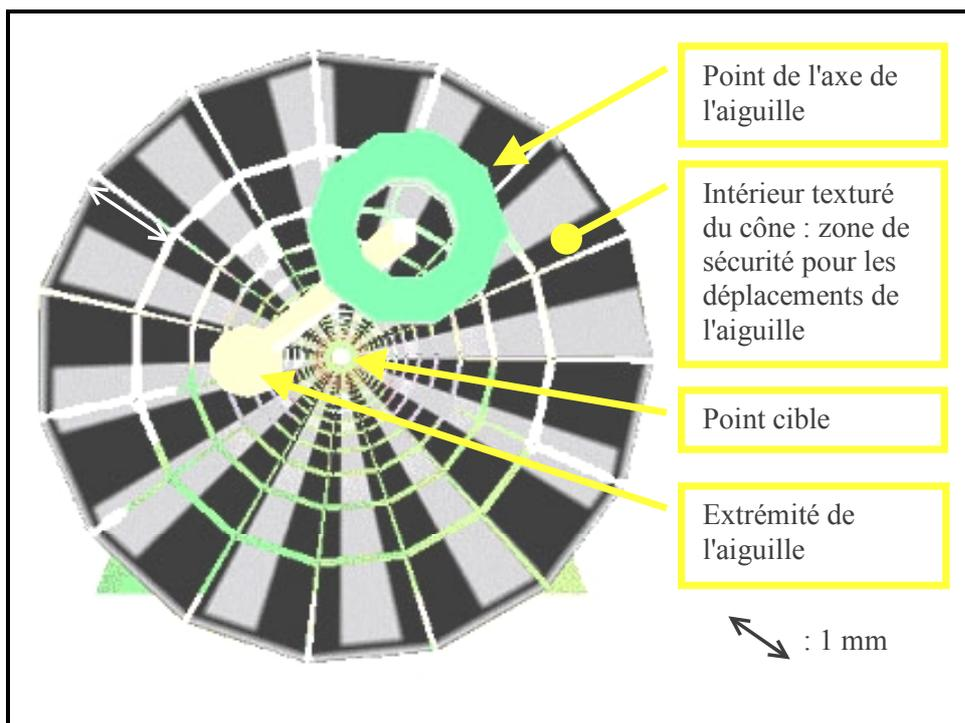 Point de l'axe de
l'aiguille
Intérieur texturé
du cône : zone de
sécurité pour les
déplacements de
l'aiguille
Point cible
Extrémité de
l'aiguille
: 1 mm